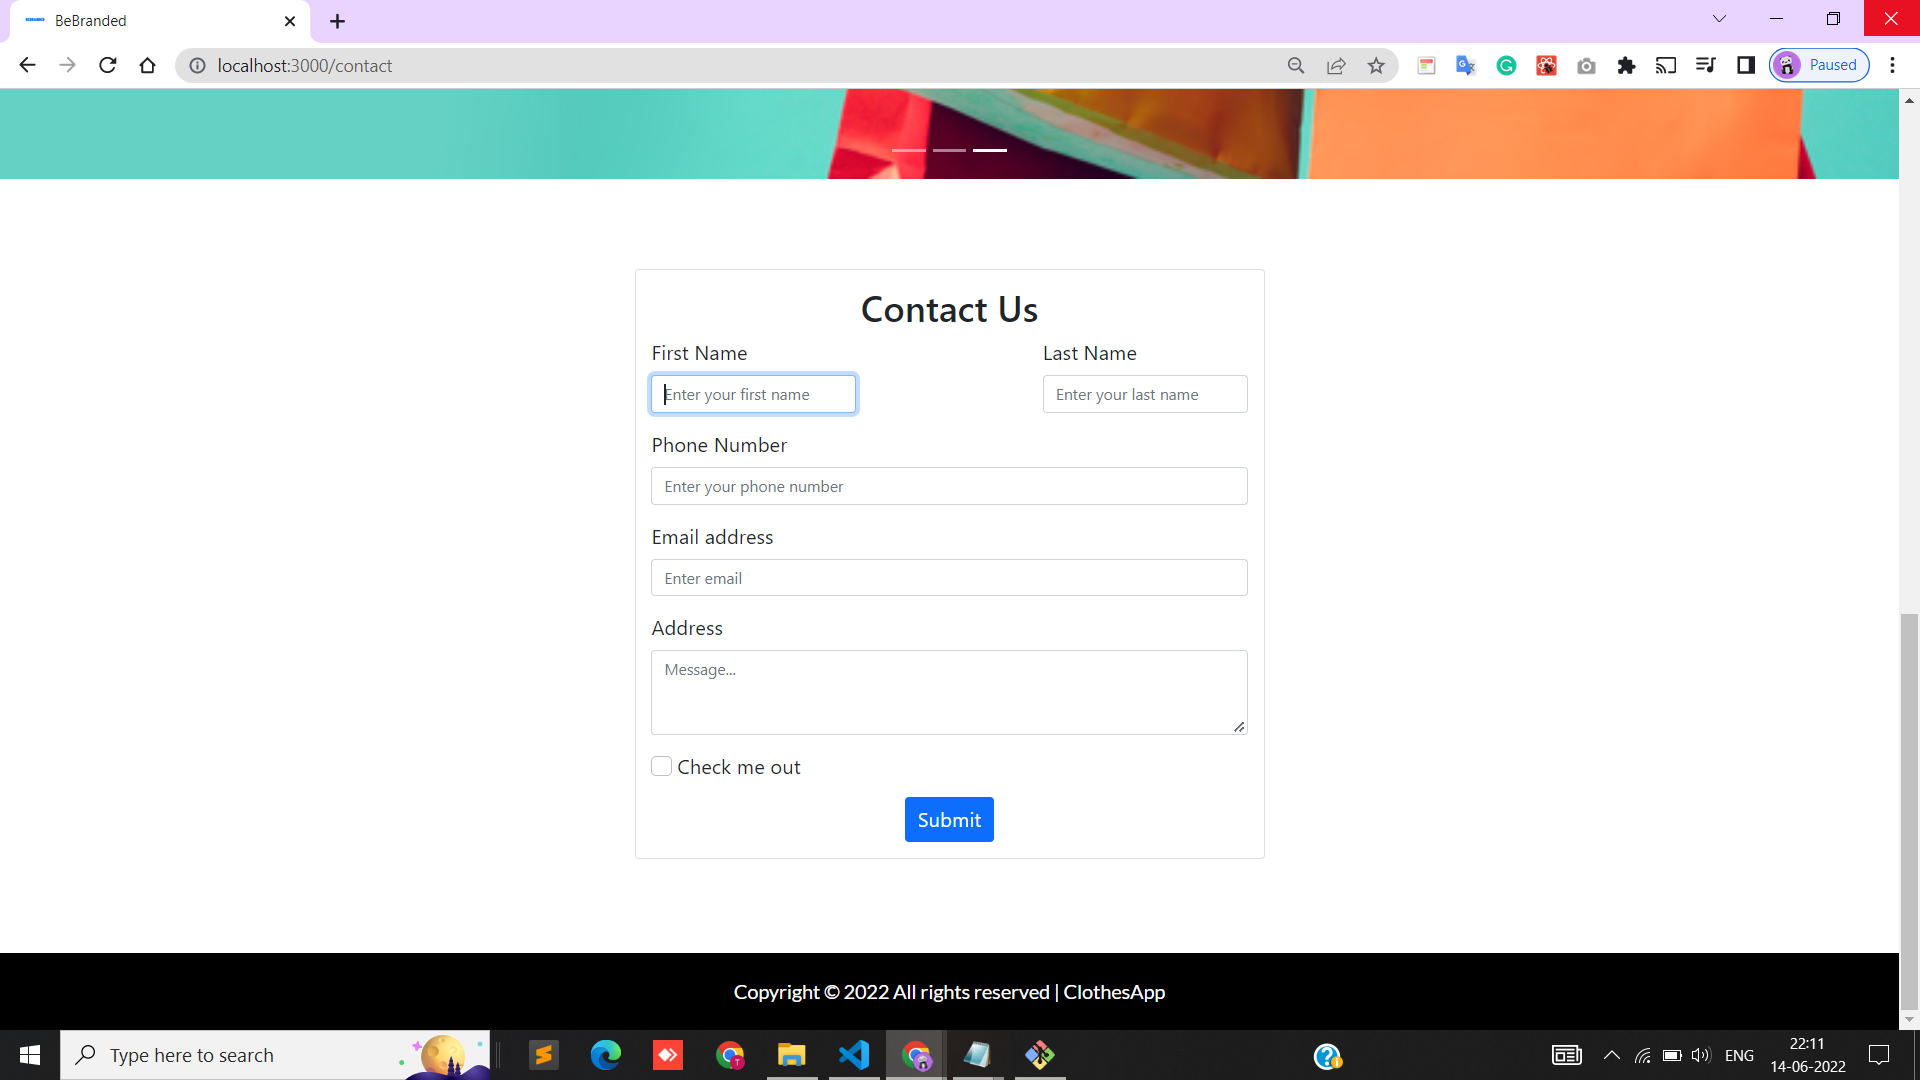 BeBranded
localhost:3000/contact
Paused
Contact Us
First Name
Last Name
Enter your first name
Enter your last name
Phone Number
Enter your phone number
Email address
Enter email
Address
Message...
Check me out
Submit
Copyright © 2022 All rights reserved | ClothesApp
Type here to search
ENG
22:11
14-06-2022